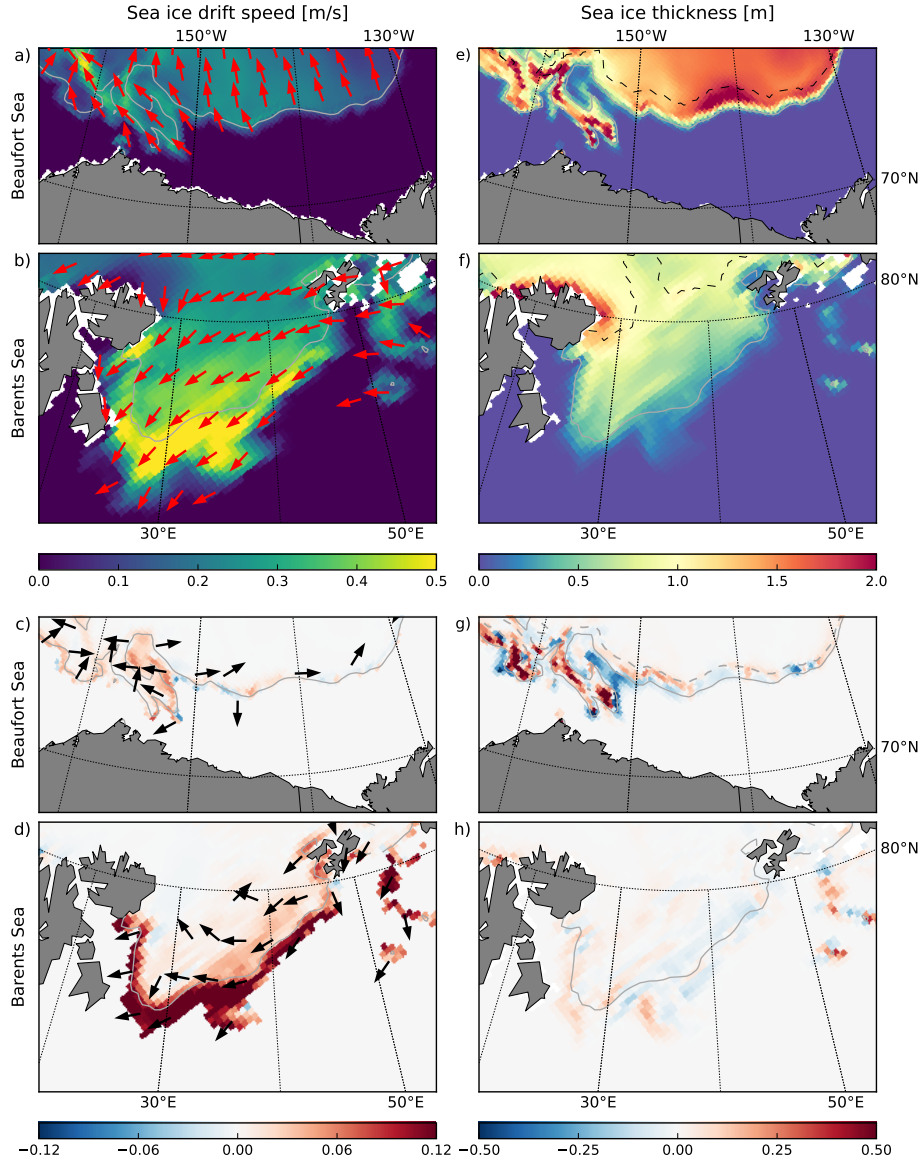 Sea ice drift speed [m/s]
Sea ice thickness [m]
150°W
130°W
150°W
130°W
a)
e)
Beaufort Sea
70°N
b)
f)
80°N
Barents Sea
30°E
50°E
30°E
50°E
0.0 0.1 0.2 0.3 0.4 0.5
0.0 0.5 1.0 1.5 2.0
c)
g)
Beaufort Sea
70°N
d)
h)
80°N
Barents Sea
30°E
50°E
30°E
50°E
−0.12 −0.06 0.00 0.06 0.12
−0.50 −0.25 0.00 0.25 0.50